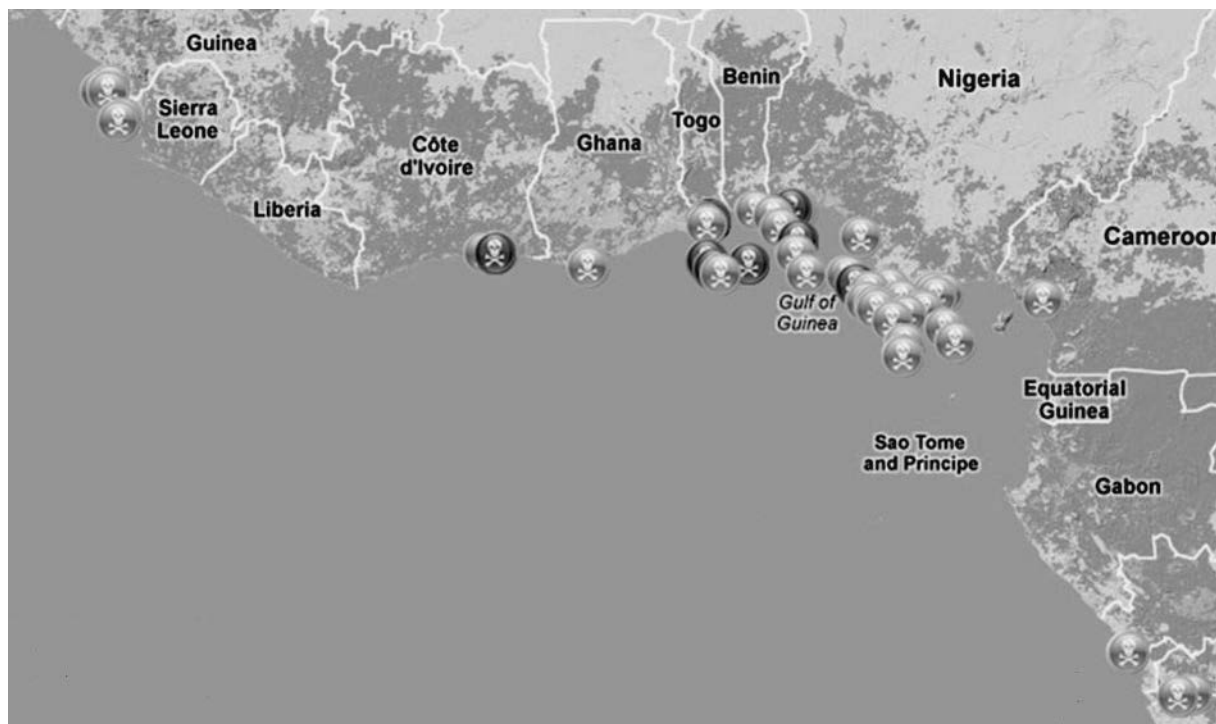 Guinea
Sierra
Leone
Liberia
Côte
d'Ivoire
Ghana
Togo
Benin
Nigeria
Cameroon
Gulf of
Guinea
Equatorial
Guinea
Sao Tome
and Principe
Gabon